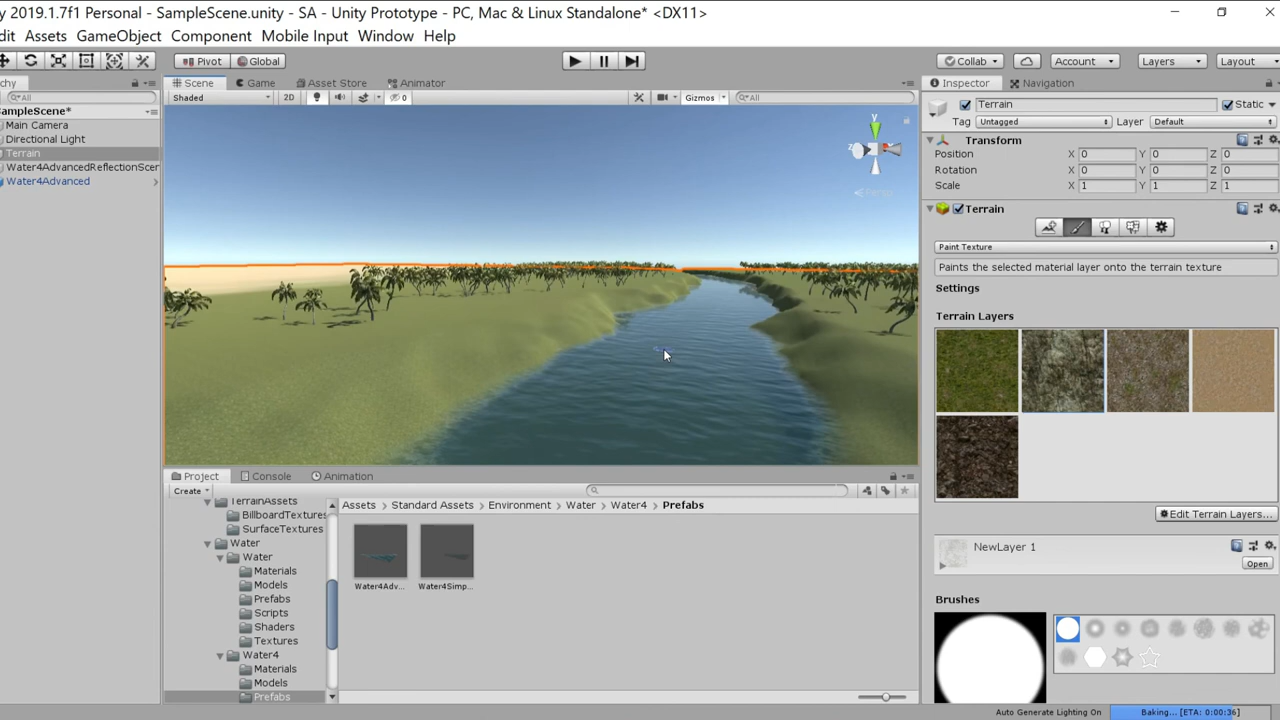 y 2019.1.7f1 Personal - SampleScene.unity - SA - Unity Prototype - PC, Mac & Linux Standalone* <DX11>
dit Assets GameObject Component Mobile Input Window Help
Pivot Global Collab Account Layers Layout
chy Scene Game Asset Store Animator Inspector Navigation
All Shaded 2D 0 Gizmos All
Terrain Static
SampleScene*
Tag Untagged Layer Default
Main Camera
Directional Light
Terrain
Water4AdvancedReflectionScen
Water4Advanced
y
z
Persp
Transform
Position X 0 Y 0 Z 0
Rotation X 0 Y 0 Z 0
Scale X 1 Y 1 Z 1
Terrain
Paint Texture
Paints the selected material layer onto the terrain texture
Settings
Terrain Layers
Edit Terrain Layers...
NewLayer 1
Open
Brushes
Project Console Animation
Create
TerrainAssets
BillboardTextures
SurfaceTextures
Water
Water
Materials
Models
Prefabs
Scripts
Shaders
Textures
Water4
Materials
Models
Prefabs
Assets > Standard Assets > Environment > Water > Water4 > Prefabs
Water4Adv... Water4Simp...
Auto Generate Lighting On Baking... [ETA: 0:00:36]